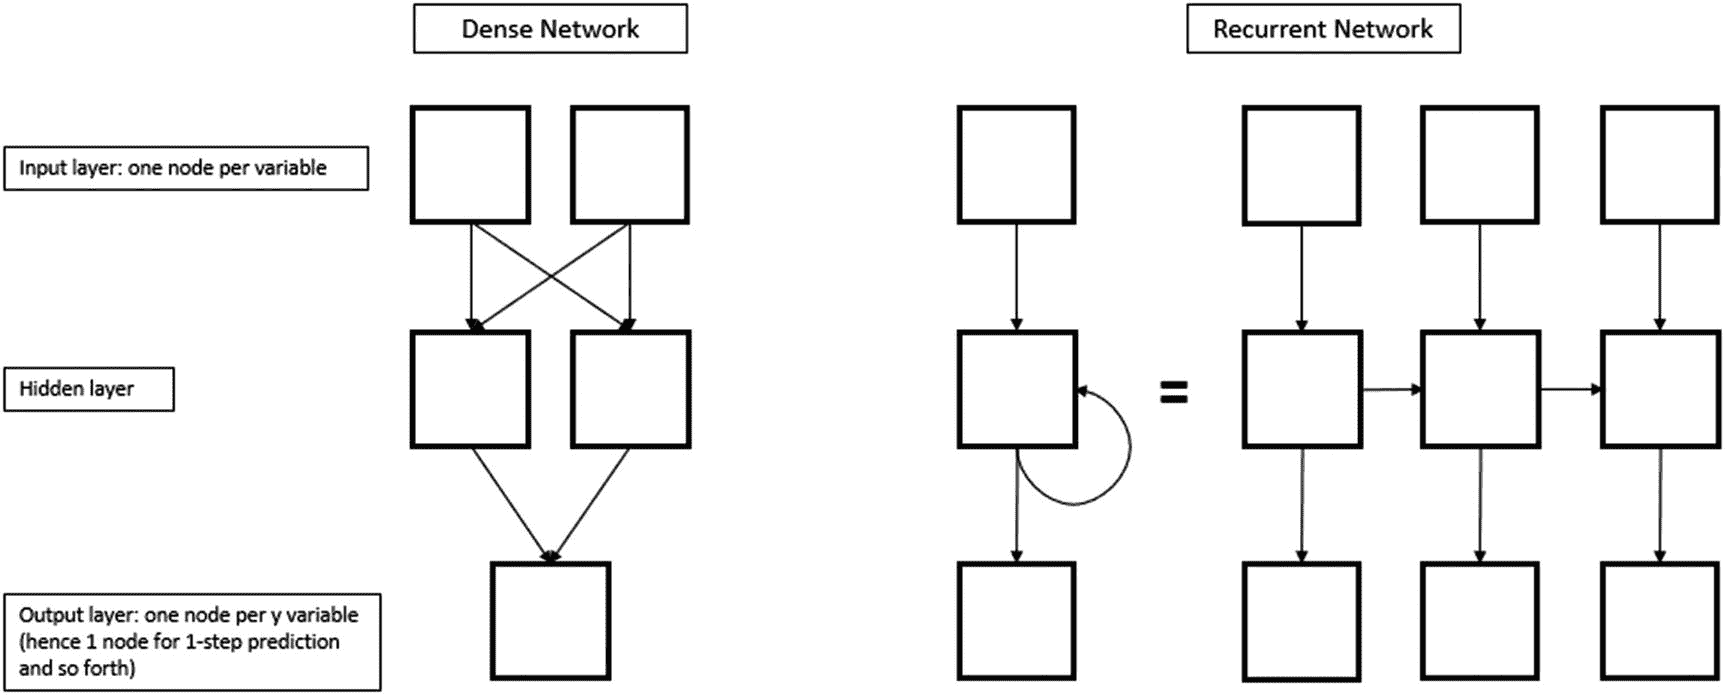 Dense Network
Recurrent Network
Input layer: one node per variable
Hidden layer
=
Output layer: one node per y variable
(hence 1 node for 1-step prediction
and so forth)